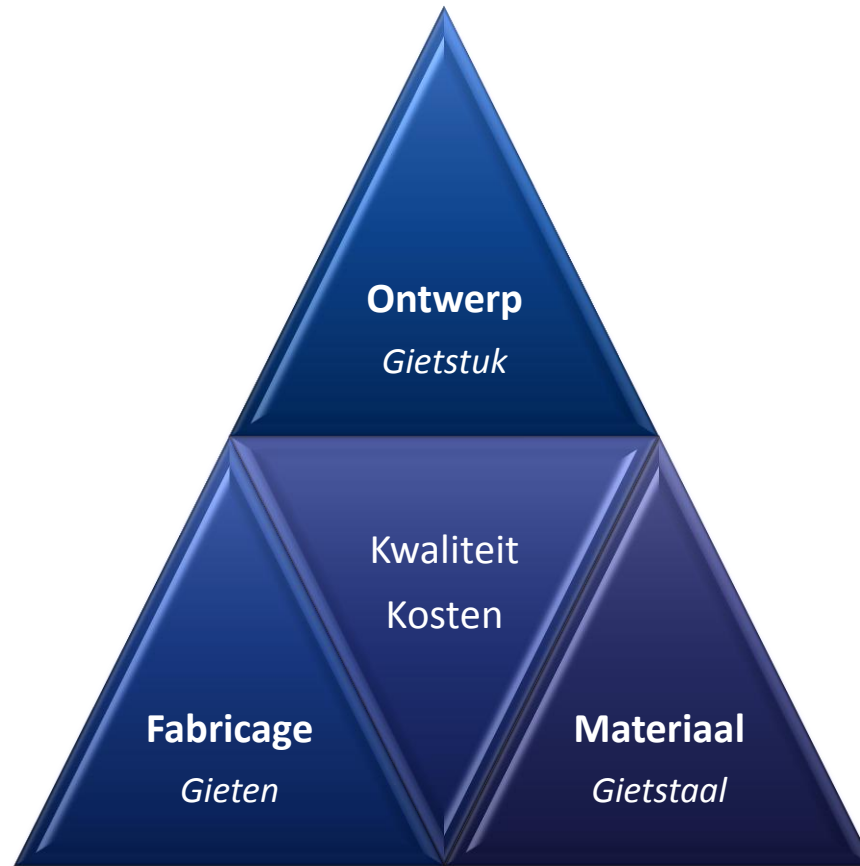 Ontwerp
Gietstuk
Kwaliteit
Kosten
Fabricage
Gieten
Materiaal
Gietstaal